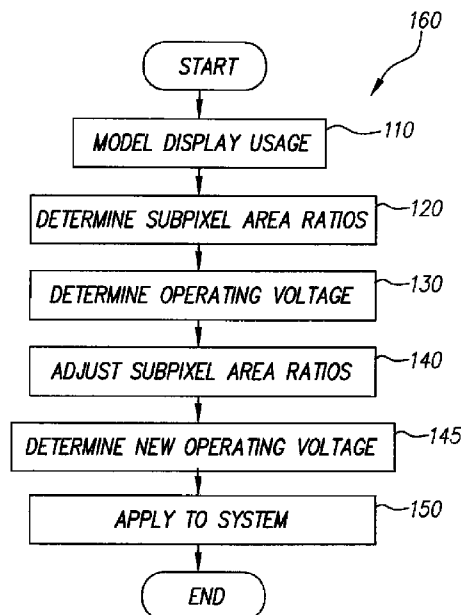 160
START
MODEL DISPLAY USAGE
110
DETERMINE SUBPIXEL AREA RATIOS
120
DETERMINE OPERATING VOLTAGE
130
ADJUST SUBPIXEL AREA RATIOS
140
DETERMINE NEW OPERATING VOLTAGE
145
APPLY TO SYSTEM
150
END